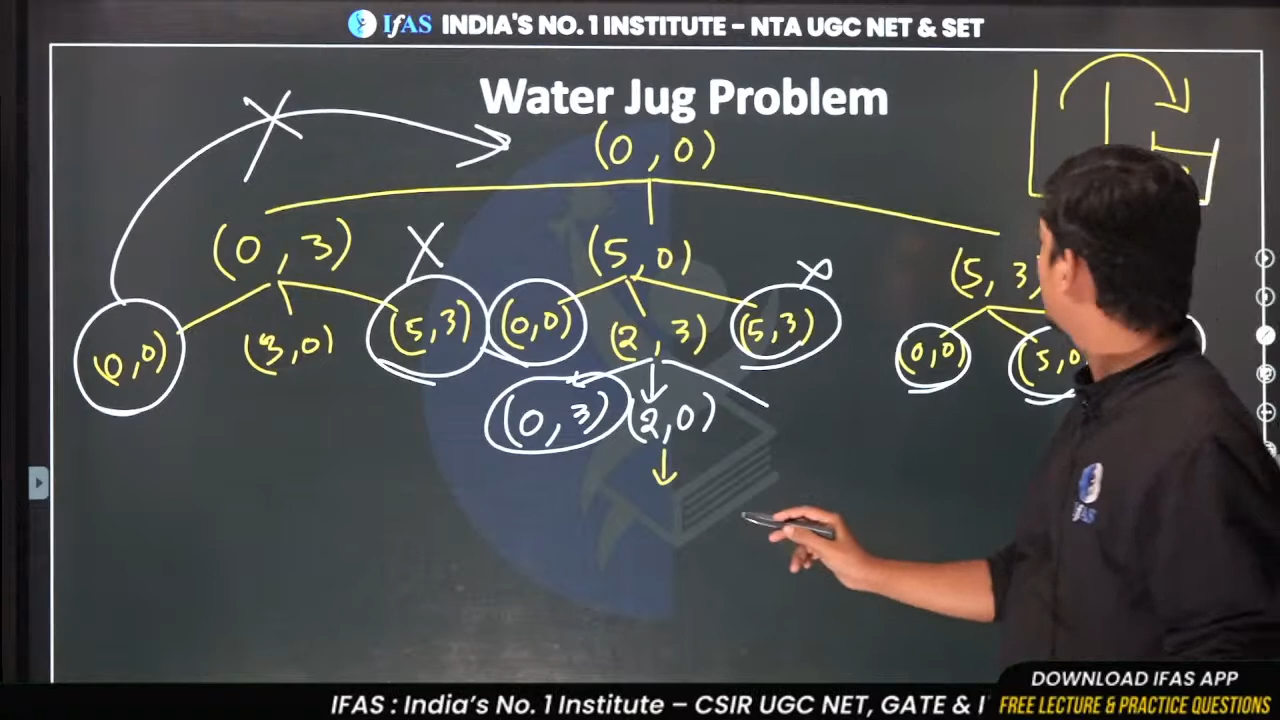 IfAS INDIA'S NO. 1 INSTITUTE – NTA UGC NET & SET
Water Jug Problem
(0, 0)
(0, 3) (5, 0) (5, 3)
(0,0) (3,0) (5,3) (0,0) (2, 3) (5,3) (0,0) (5,0
(0, 3) (2,0)
IfAS
DOWNLOAD IFAS APP
IFAS : India's No. 1 Institute – CSIR UGC NET, GATE & I
FREE LECTURE & PRACTICE QUESTIONS